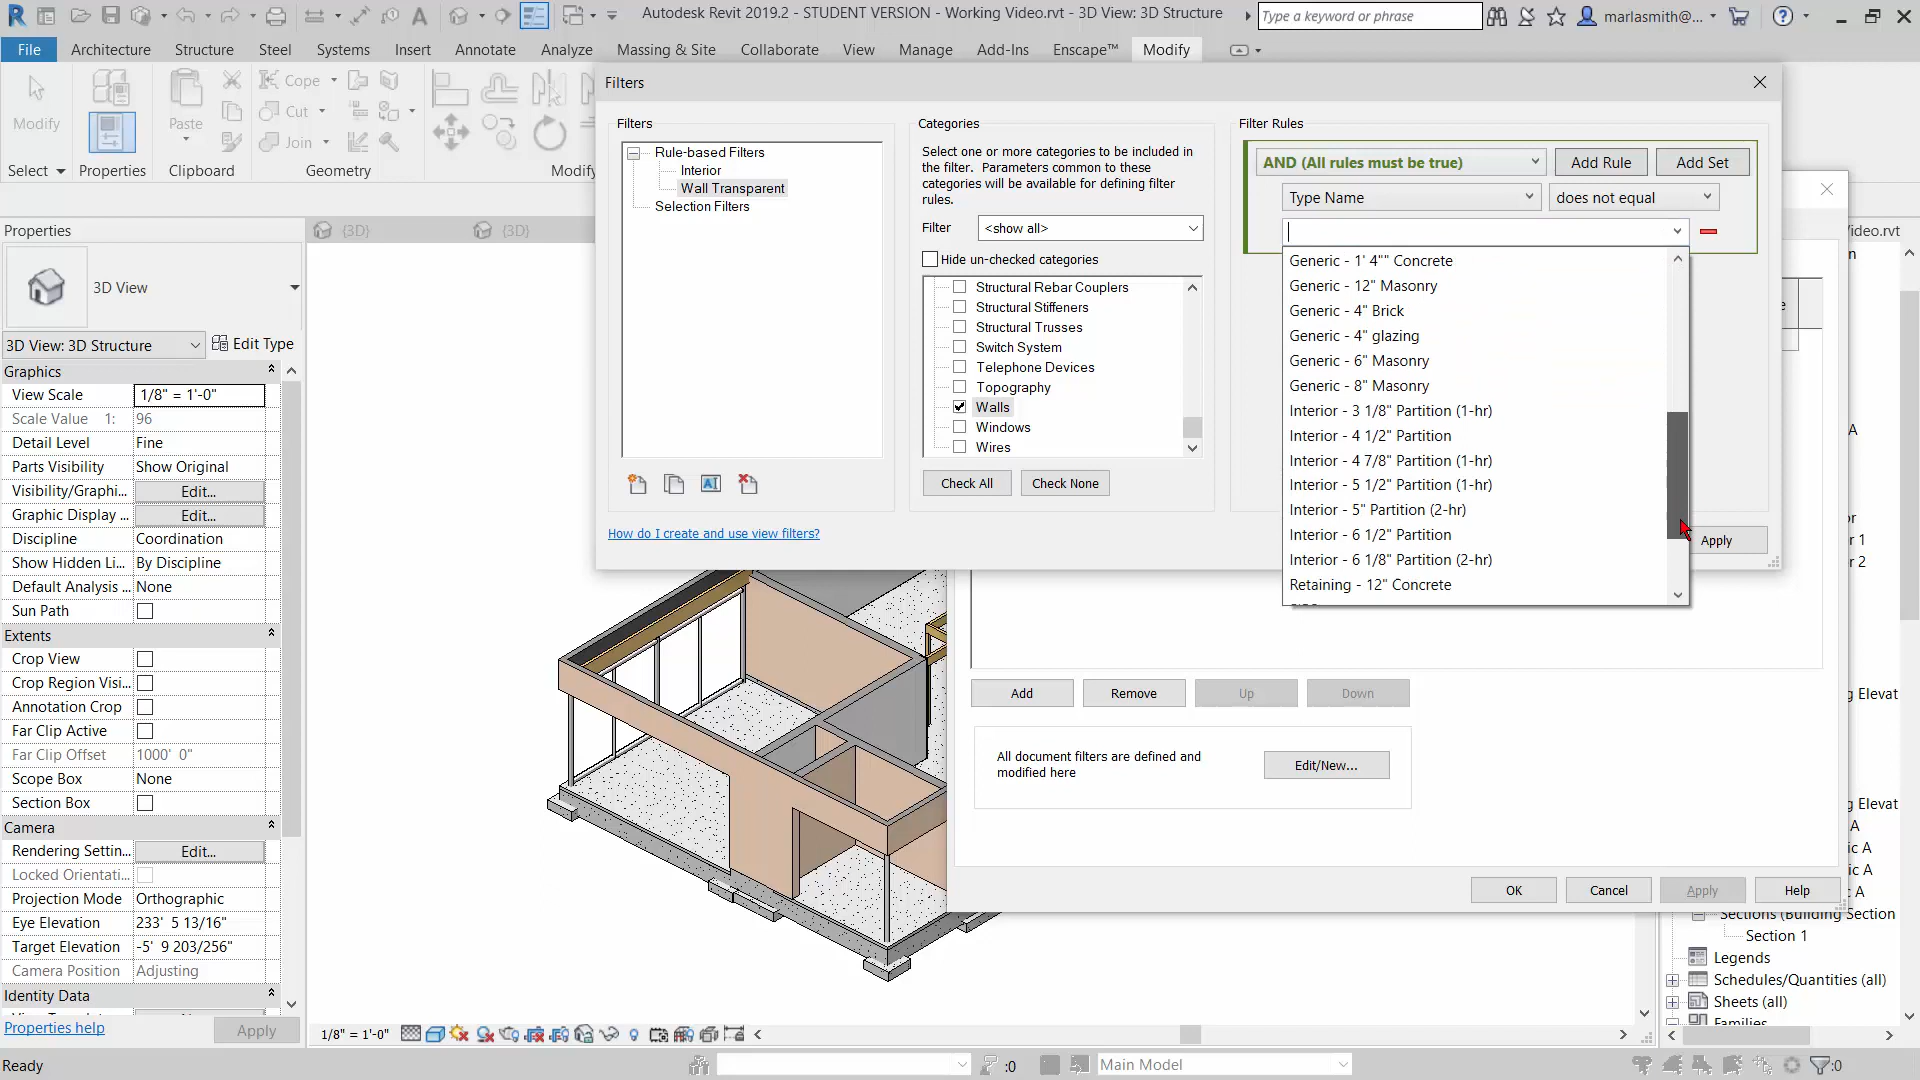 Autodesk Revit 2019.2 - STUDENT VERSION - Working Video.rvt - 3D View: 3D Structure
Type a keyword or phrase
marlasmith@...
File Architecture Structure Steel Systems Insert Annotate Analyze Massing & Site Collaborate View Manage Add-Ins Enscape™ Modify
Modify
Paste
Cope
Cut
Join
Select Properties Clipboard Geometry
Filters
Filters
Rule-based Filters
Interior
Wall Transparent
Selection Filters
How do I create and use view filters?
Categories
Select one or more categories to be included in
the filter. Parameters common to these
categories will be available for defining filter
rules.
Filter <show all>
Hide un-checked categories
Structural Rebar Couplers
Structural Stiffeners
Structural Trusses
Switch System
Telephone Devices
Topography
Walls
Windows
Wires
Check All Check None
Filter Rules
AND (All rules must be true) Add Rule Add Set
Type Name does not equal
Generic - 1' 4"" Concrete
Generic - 12" Masonry
Generic - 4" Brick
Generic - 4" glazing
Generic - 6" Masonry
Generic - 8" Masonry
Interior - 3 1/8" Partition (1-hr)
Interior - 4 1/2" Partition
Interior - 4 7/8" Partition (1-hr)
Interior - 5 1/2" Partition (1-hr)
Interior - 5" Partition (2-hr)
Interior - 6 1/2" Partition
Interior - 6 1/8" Partition (2-hr)
Retaining - 12" Concrete
Apply
Properties
{3D} {3D}
3D View
3D View: 3D Structure Edit Type
Graphics
View Scale 1/8" = 1'-0"
Scale Value 1: 96
Detail Level Fine
Parts Visibility Show Original
Visibility/Graphi... Edit...
Graphic Display ... Edit...
Discipline Coordination
Show Hidden Li... By Discipline
Default Analysis ... None
Sun Path
Extents
Crop View
Crop Region Visi...
Annotation Crop
Far Clip Active
Far Clip Offset 1000' 0"
Scope Box None
Section Box
Camera
Rendering Settin... Edit...
Locked Orientati...
Projection Mode Orthographic
Eye Elevation 233' 5 13/16"
Target Elevation -5' 9 203/256"
Camera Position Adjusting
Identity Data
Properties help Apply
Add Remove Up Down
All document filters are defined and
modified here
Edit/New...
OK Cancel Apply Help
Sections (Building Section
Section 1
Legends
Schedules/Quantities (all)
Sheets (all)
Families
1/8" = 1'-0"
Ready
:0
Main Model
:0